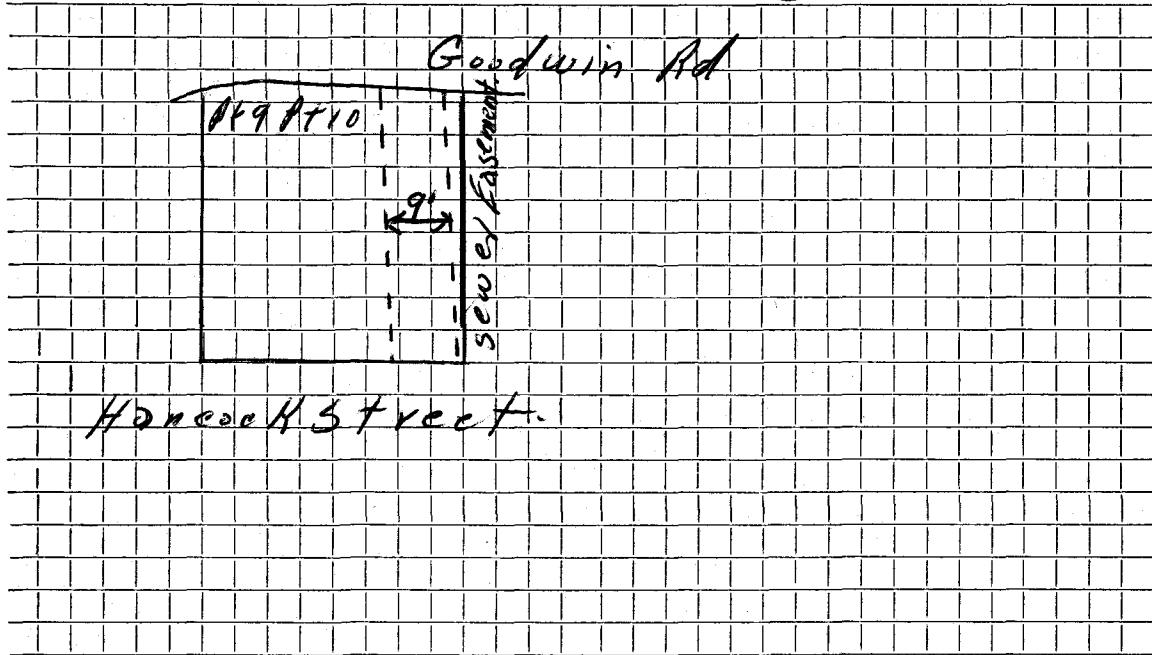 Goodwin Rd
Pt9 Pt10
9'
Sewer Easement
Hancock Street.